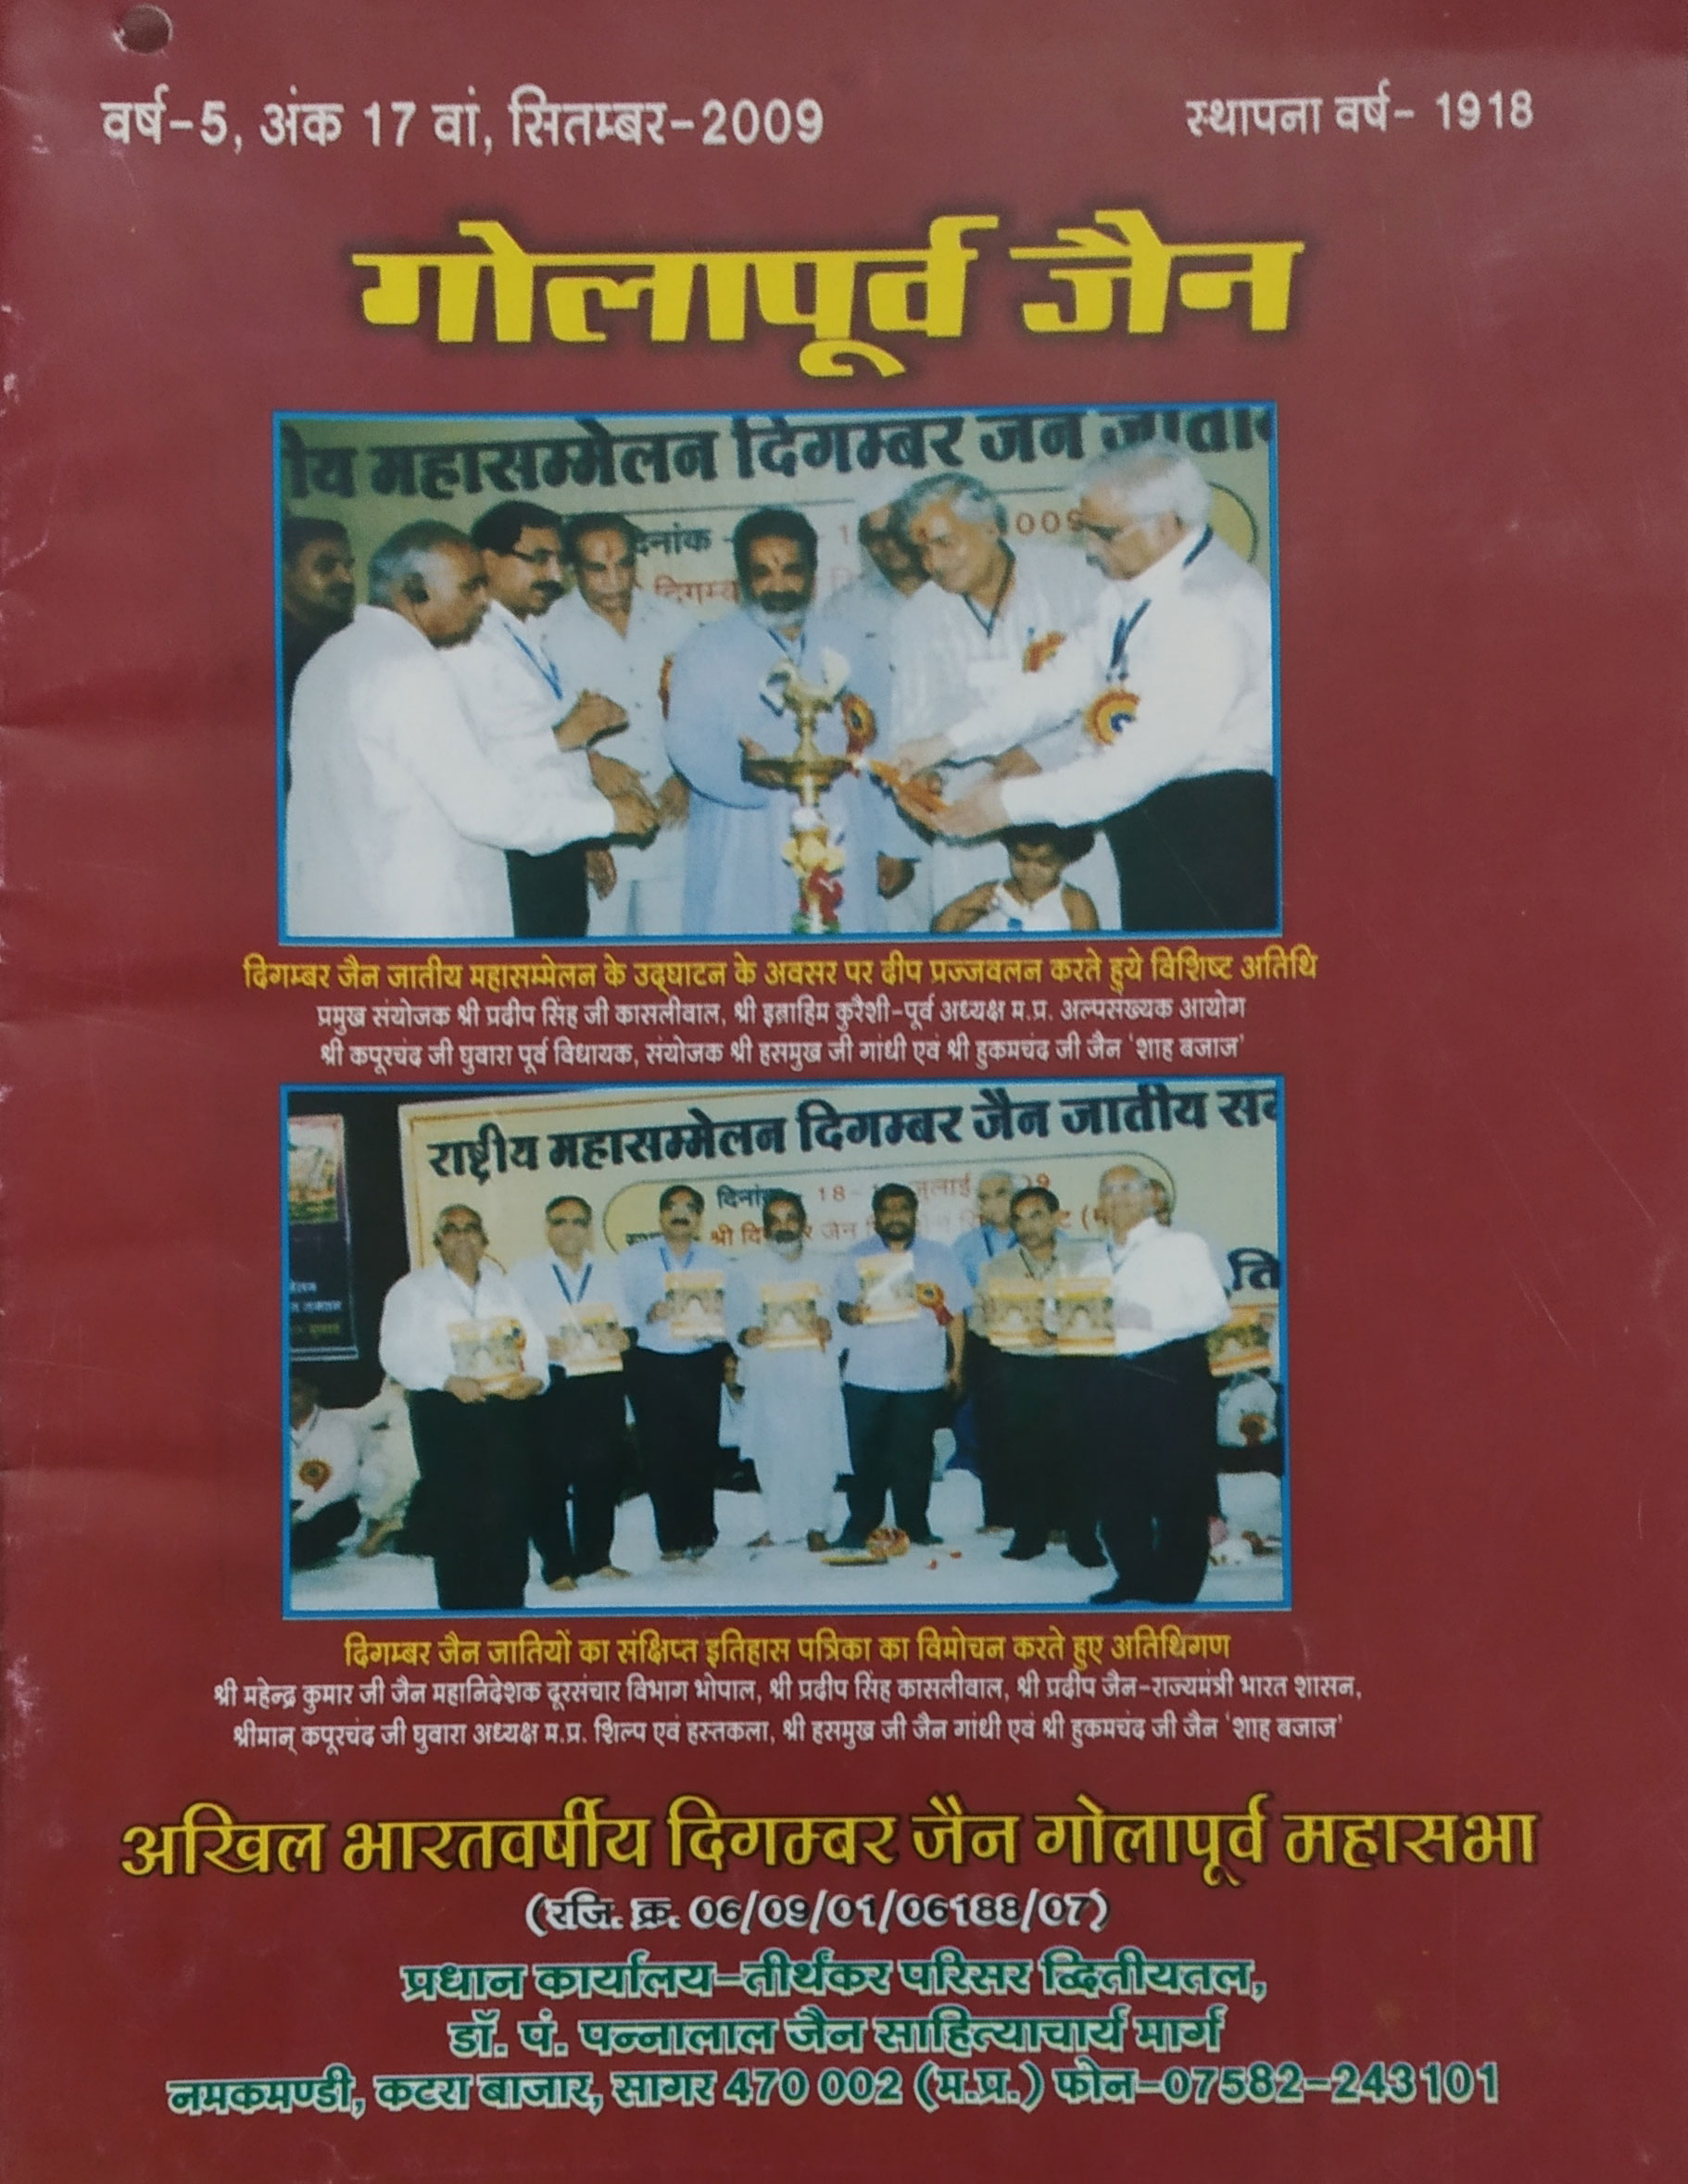 वर्ष-5, अंक 17 वां, सितम्बर-2009
स्थापना वर्ष- 1918
गोलापूर्व जैन
ीय महासम्मेलन दिगम्बर जैन जाती
दिनांक -
दिगम्ब
दिगम्बर जैन जातीय महासम्मेलन के उद्घाटन के अवसर पर दीप प्रज्जवलन करते हुये विशिष्ट अतिथि
प्रमुख संयोजक श्री प्रदीप सिंह जी कासलीवाल, श्री इब्राहिम कुरैशी-पूर्व अध्यक्ष म.प्र. अल्पसंख्यक आयोग
श्री कपूरचंद जी घुवारा पूर्व विधायक, संयोजक श्री हसमुख जी गांधी एवं श्री हुकमचंद जी जैन 'शाह बजाज'
राष्ट्रीय महासम्मेलन दिगम्बर जैन जातीय
दिनांक 18- जुलाई
श्री दि जैन
दिगम्बर जैन जातियों का संक्षिप्त इतिहास पत्रिका का विमोचन करते हुए अतिथिगण
श्री महेन्द्र कुमार जी जैन महानिदेशक दूरसंचार विभाग भोपाल, श्री प्रदीप सिंह कासलीवाल, श्री प्रदीप जैन-राज्यमंत्री भारत शासन,
श्रीमान् कपूरचंद जी घुवारा अध्यक्ष म.प्र. शिल्प एवं हस्तकला, श्री हसमुख जी जैन गांधी एवं श्री हुकमचंद जी जैन 'शाह बजाज'
अखिल भारतवर्षीय दिगम्बर जैन गोलापूर्व महासभा
(रजि. क्र. 06/09/01/06188/07)
प्रधान कार्यालय-तीर्थंकर परिसर द्वितीयतल,
डॉ. पं. पन्नालाल जैन साहित्याचार्य मार्ग
नमकमण्डी, कटरा बाजार, सागर 470 002 (म.प्र.) फोन-07582-243101